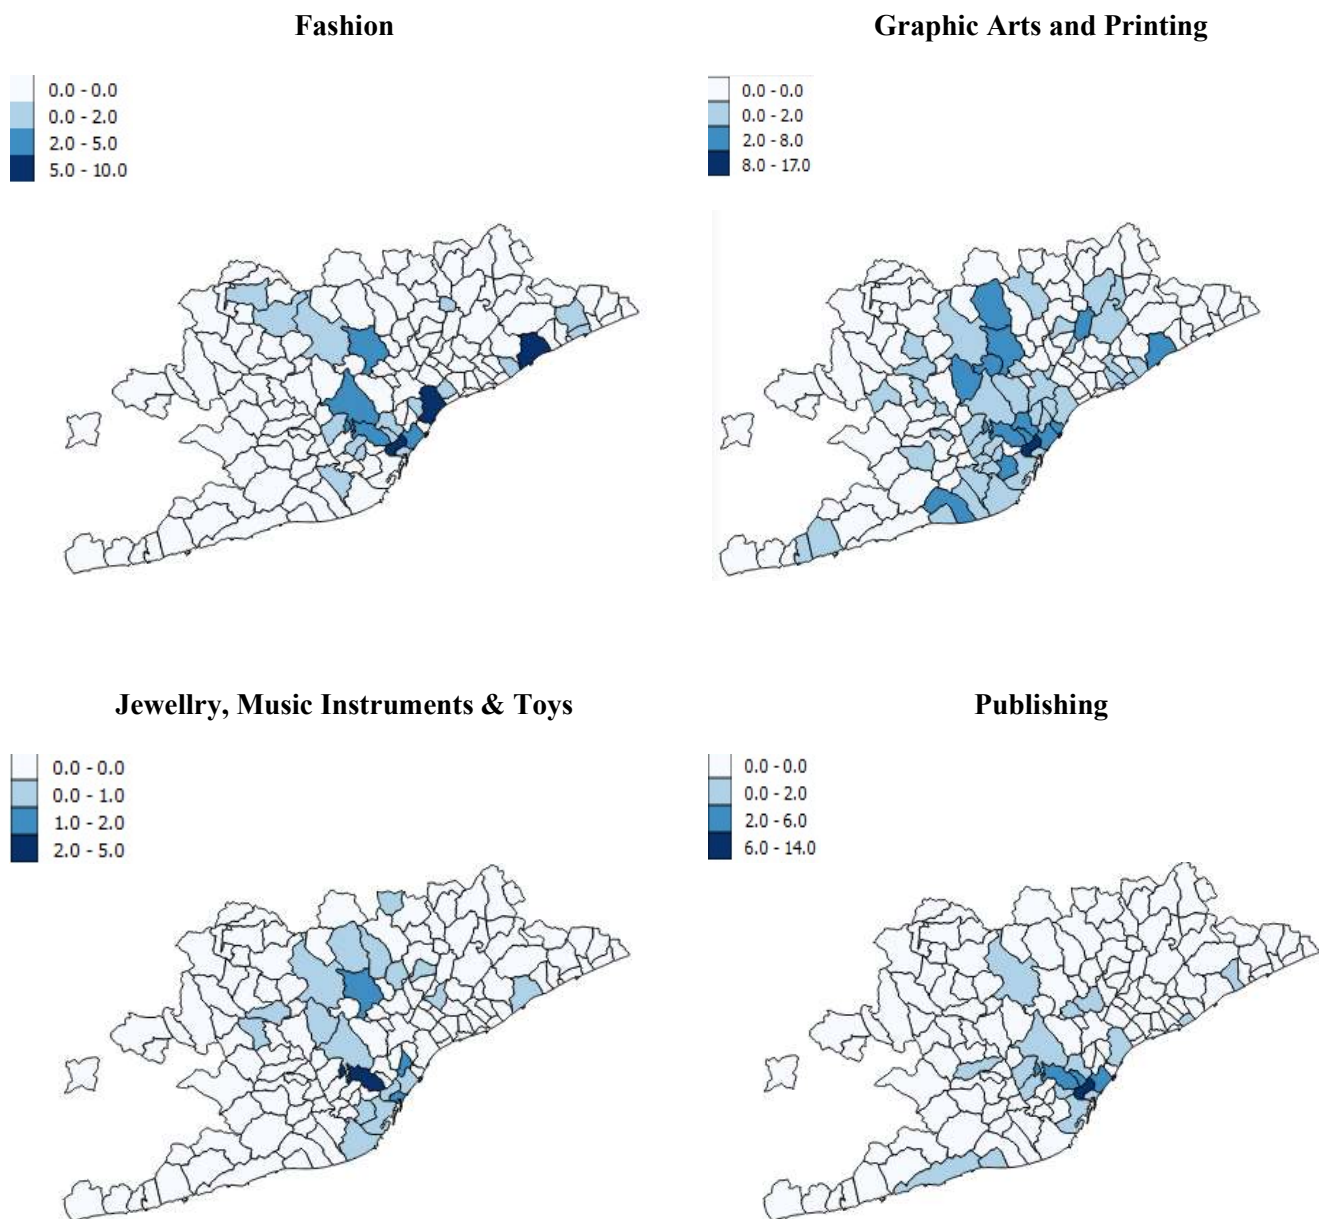 Fashion
0.0 - 0.0
0.0 - 2.0
2.0 - 5.0
5.0 - 10.0
Graphic Arts and Printing
0.0 - 0.0
0.0 - 2.0
2.0 - 8.0
8.0 - 17.0
Jewellry, Music Instruments & Toys
0.0 - 0.0
0.0 - 1.0
1.0 - 2.0
2.0 - 5.0
Publishing
0.0 - 0.0
0.0 - 2.0
2.0 - 6.0
6.0 - 14.0